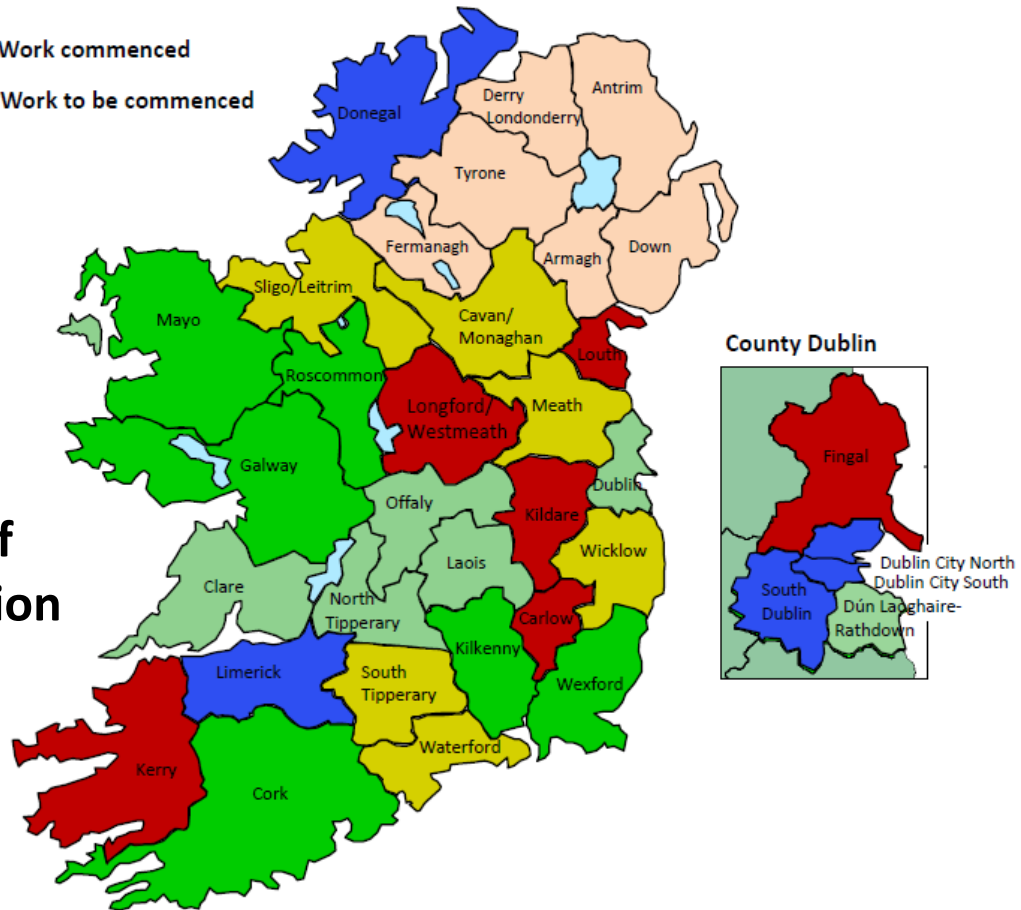 Work commenced
Work to be commenced
Donegal
Derry
Londonderry
Antrim
Tyrone
Fermanagh
Armagh
Down
Sligo/Leitrim
Cavan/
Monaghan
Mayo
Louth
Roscommon
Longford/
Westmeath
Meath
Galway
Offaly
Dublin
Kildare
Laois
Wicklow
Clare
North
Tipperary
Carlow
Kilkenny
Limerick
South
Tipperary
Wexford
Waterford
Kerry
Cork
County Dublin
Fingal
Dublin City North
Dublin City South
South
Dublin
Dún Laoghaire-
Rathdown